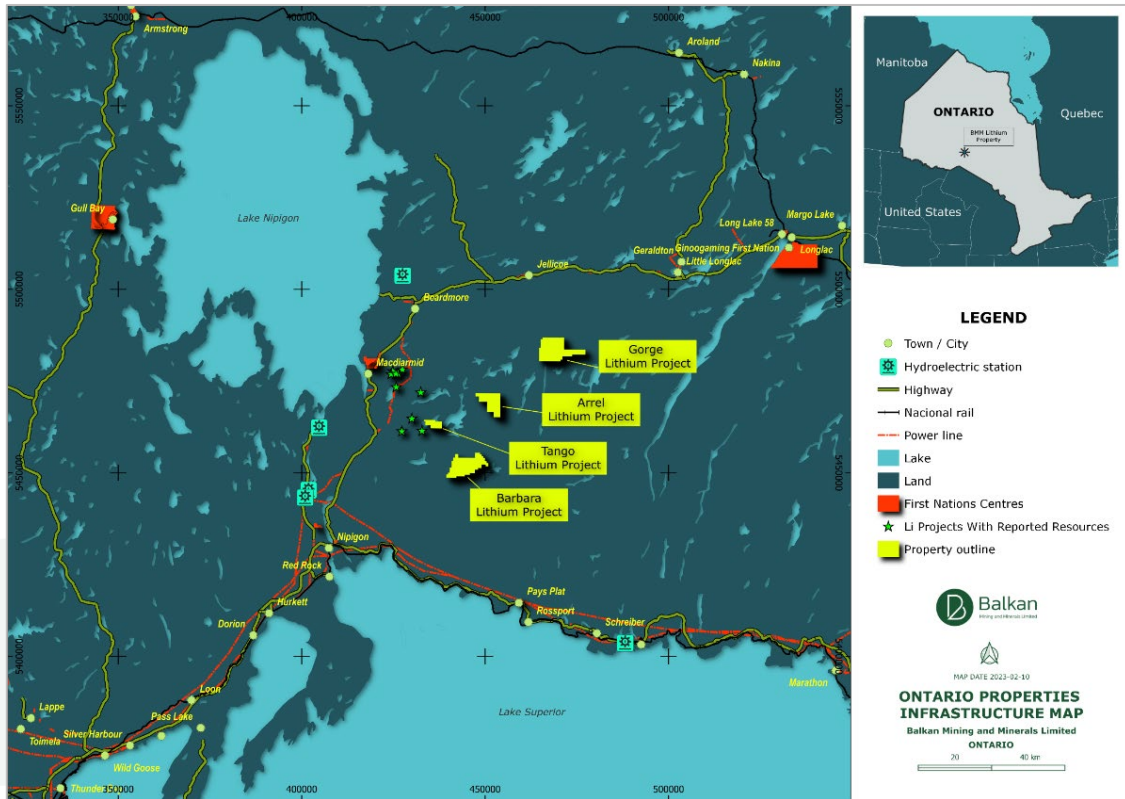 350000
400000
450000
500000
Armstrong
Aroland
Nakina
5550000
5550000
Gull Bay
Lake Nipigon
Long Lake 58
Margo Lake
Geraldton
Ginoogaming First Nation
Longlac
Little Longlac
Jellicoe
5500000
5500000
Beardmore
Macdiarmid
Gorge
Lithium Project
Arrel
Lithium Project
Tango
Lithium Project
Barbara
Lithium Project
5450000
5450000
Nipigon
Red Rock
Hurkett
Dorion
Pays Plat
Rossport
Schreiber
5400000
5400000
Marathon
Loon
Lappe
Pass Lake
Silver Harbour
Toimela
Lake Superior
Wild Goose
Thunder
350000
400000
450000
500000
Manitoba
ONTARIO
Quebec
BMM Lithium
Property
United States
LEGEND
Town / City
Hydroelectric station
Highway
Nacional rail
Power line
Lake
Land
First Nations Centres
Li Projects With Reported Resources
Property outline
Balkan
Mining and Minerals Limited
MAP DATE 2023-02-10
ONTARIO PROPERTIES
INFRASTRUCTURE MAP
Balkan Mining and Minerals Limited
ONTARIO
20 40 km